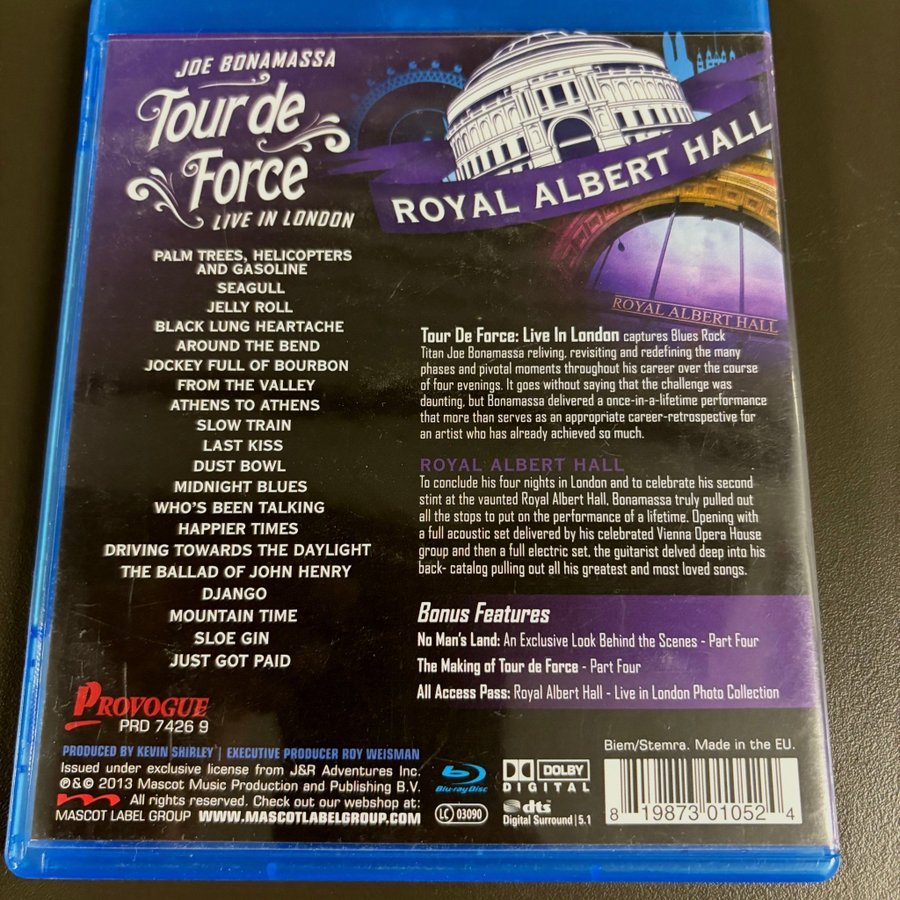 JOE BONAMASSA
Tour de
Force
LIVE IN LONDON
ROYAL ALBERT HALL
ROYAL ALBERT HALL
PALM TREES, HELICOPTERS
AND GASOLINE
SEAGULL
JELLY ROLL
BLACK LUNG HEARTACHE
AROUND THE BEND
JOCKEY FULL OF BOURBON
FROM THE VALLEY
ATHENS TO ATHENS
SLOW TRAIN
LAST KISS
DUST BOWL
MIDNIGHT BLUES
WHO'S BEEN TALKING
HAPPIER TIMES
DRIVING TOWARDS THE DAYLIGHT
THE BALLAD OF JOHN HENRY
DJANGO
MOUNTAIN TIME
SLOE GIN
JUST GOT PAID
Tour De Force: Live In London captures Blues Rock
Titan Joe Bonamassa reliving, revisiting and redefining the many
phases and pivotal moments throughout his career over the course
of four evenings. It goes without saying that the challenge was
daunting, but Bonamassa delivered a once-in-a-lifetime performance
that more than serves as an appropriate career-retrospective for
an artist who has already achieved so much.
ROYAL ALBERT HALL
To conclude his four nights in London and to celebrate his second
stint at the vaunted Royal Albert Hall, Bonamassa truly pulled out
all the stops to put on the performance of a lifetime. Opening with
a full acoustic set delivered by his celebrated Vienna Opera House
group and then a full electric set, the guitarist delved deep into his
back- catalog pulling out all his greatest and most loved songs.
Bonus Features
No Man's Land: An Exclusive Look Behind the Scenes - Part Four
The Making of Tour de Force - Part Four
All Access Pass: Royal Albert Hall - Live in London Photo Collection
PROVOGUE
PRD 7426 9
PRODUCED BY KEVIN SHIRLEY | EXECUTIVE PRODUCER ROY WEISMAN
Issued under exclusive license from J&R Adventures Inc.
℗&© 2013 Mascot Music Production and Publishing B.V.
All rights reserved. Check out our webshop at:
MASCOT LABEL GROUP WWW.MASCOTLABELGROUP.COM
Blu-ray Disc
LC 03090
DOLBY
DIGITAL
dts
Digital Surround | 5.1
Biem/Stemra. Made in the EU.
8 19873 01052 4